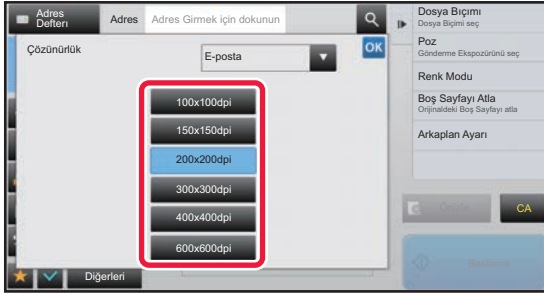 Adres Defteri
Adres
Adres Girmek için dokunun
Çözünürlük
E-posta
OK
100x100dpi
150x150dpi
200x200dpi
300x300dpi
400x400dpi
600x600dpi
Diğerleri
Dosya Biçimi
Dosya Biçimi seç
Poz
Gönderme Ekspozürünü seç
Renk Modu
Boş Sayfayı Atla
Orijinaldeki Boş Sayfayı atla
Arkaplan Ayarı
CA